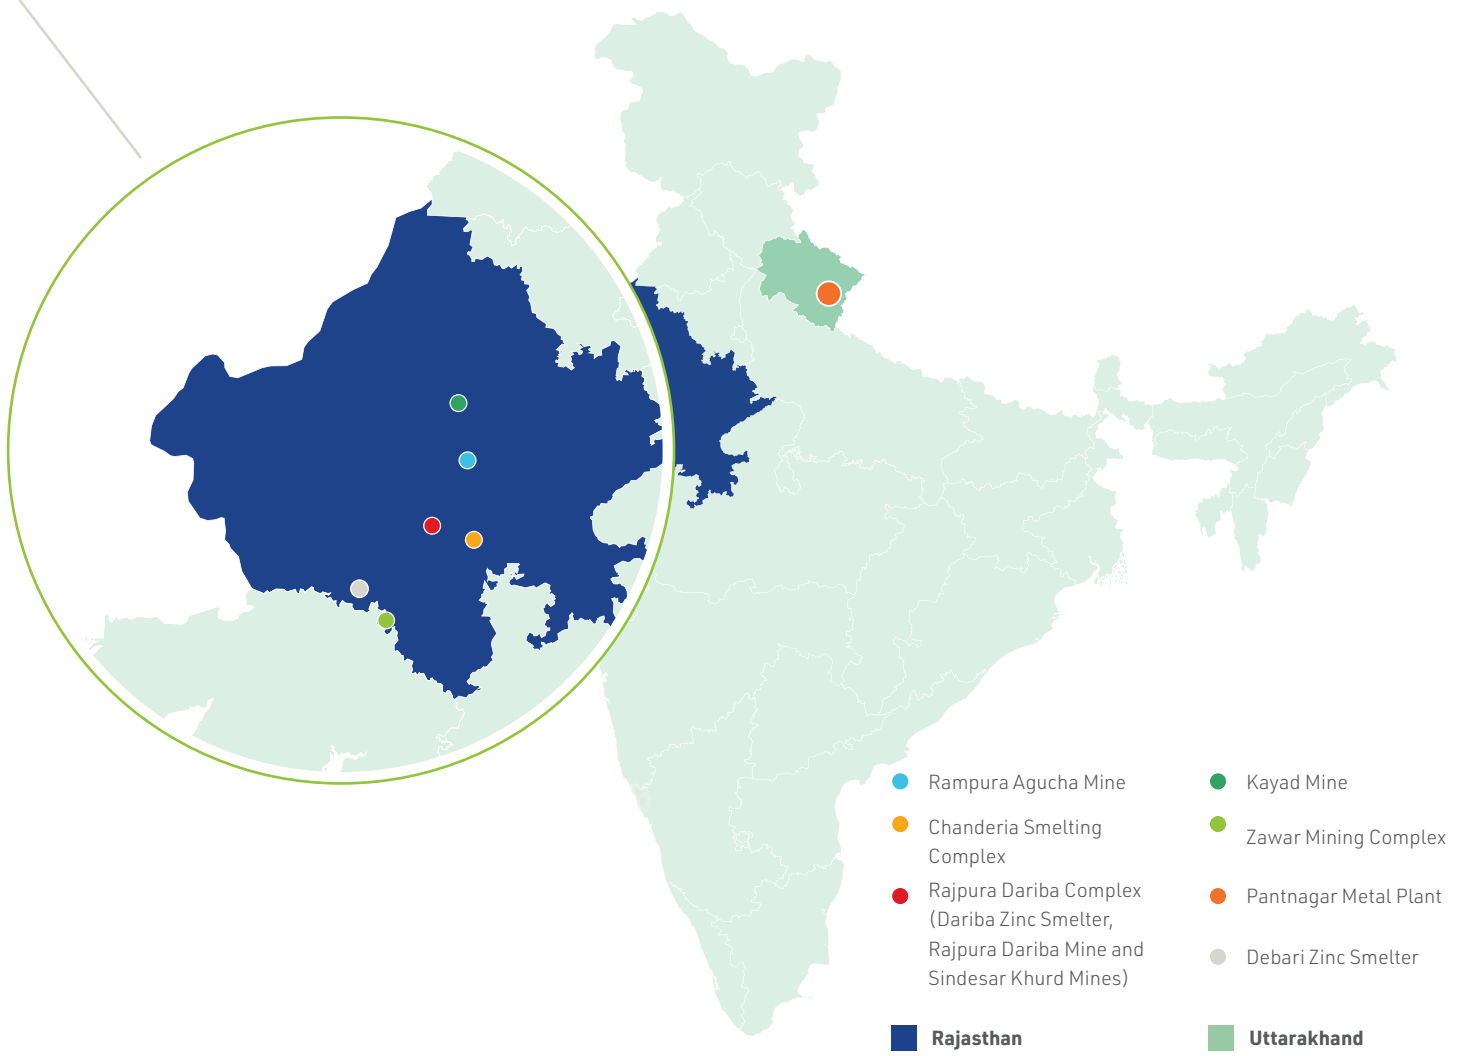 Rampura Agucha Mine
Chanderia Smelting
Complex
Rajpura Dariba Complex
(Dariba Zinc Smelter,
Rajpura Dariba Mine and
Sindesar Khurd Mines)
Rajasthan
Kayad Mine
Zawar Mining Complex
Pantnagar Metal Plant
Debari Zinc Smelter
Uttarakhand